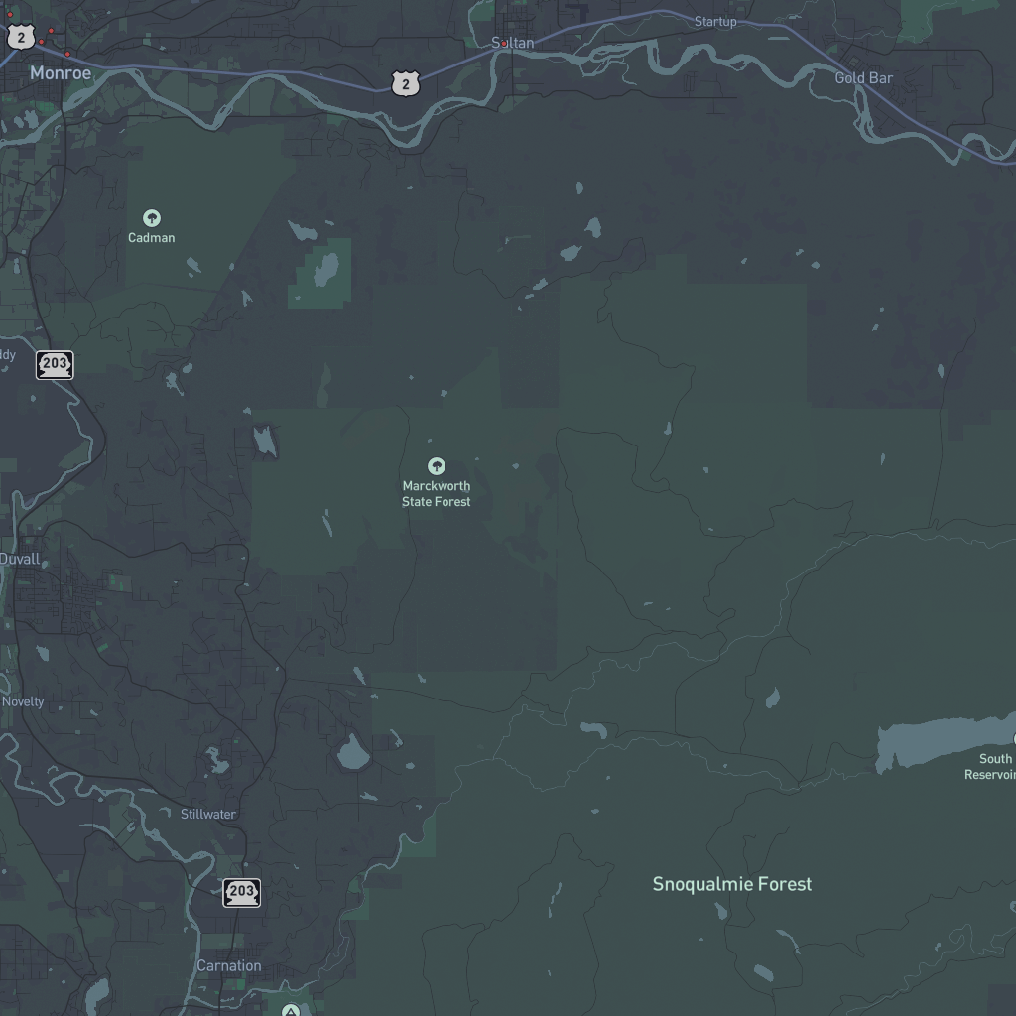 Startup
2
Sultan
Monroe
2
Gold Bar
Cadman
ddy
203
Marckworth
State Forest
Duvall
Novelty
South
Reservoir
Stillwater
203
Snoqualmie Forest
Carnation